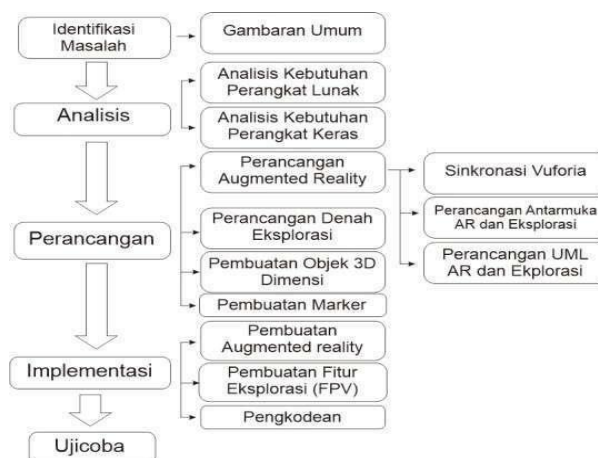 Identifikasi
Masalah
Gambaran Umum
Analisis
Analisis Kebutuhan
Perangkat Lunak
Analisis Kebutuhan
Perangkat Keras
Perancangan
Perancangan
Augmented Reality
Sinkronasi Vuforia
Perancangan Antarmuka
AR dan Eksplorasi
Perancangan UML
AR dan Ekplorasi
Perancangan Denah
Eksplorasi
Pembuatan Objek 3D
Dimensi
Pembuatan Marker
Implementasi
Pembuatan
Augmented reality
Pembuatan Fitur
Eksplorasi (FPV)
Pengkodean
Ujicoba